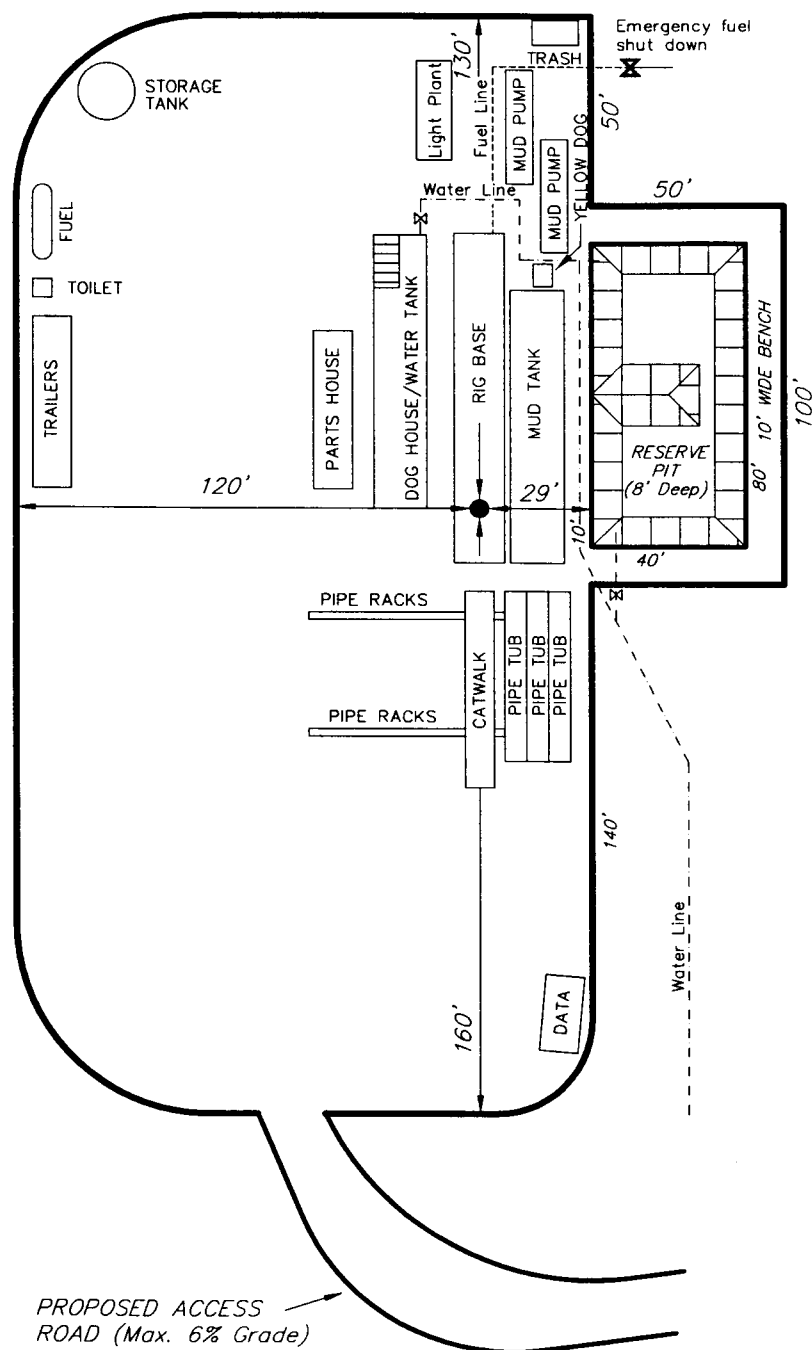 Emergency fuel
shut down
TRASH
130'
STORAGE
TANK
Light Plant
Fuel Line
MUD PUMP
50'
MUD PUMP
YELLOW DOG
Water Line
50'
FUEL
TOILET
TRAILERS
PARTS HOUSE
DOG HOUSE/WATER TANK
RIG BASE
MUD TANK
10' WIDE BENCH
100'
80'
RESERVE
PIT
(8' Deep)
120'
29'
10'
40'
PIPE RACKS
CATWALK
PIPE TUB
PIPE TUB
PIPE TUB
PIPE RACKS
140'
Water Line
DATA
160'
PROPOSED ACCESS
ROAD (Max. 6% Grade)